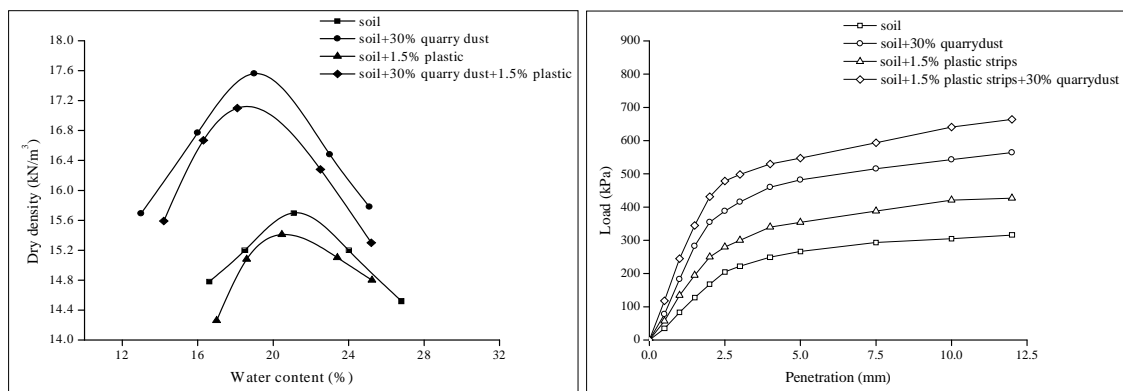 soil
soil+30% quarry dust
soil+1.5% plastic
soil+30% quarry dust+1.5% plastic
18.0
17.6
17.2
16.8
16.4
16.0
15.6
15.2
14.8
14.4
14.0
Dry density (kN/m³)
12 16 20 24 28 32
Water content (%)
soil
soil+30% quarrydust
soil+1.5% plastic strips
soil+1.5% plastic strips+30% quarrydust
900
800
700
600
500
400
300
200
100
0
Load (kPa)
0.0 2.5 5.0 7.5 10.0 12.5
Penetration (mm)